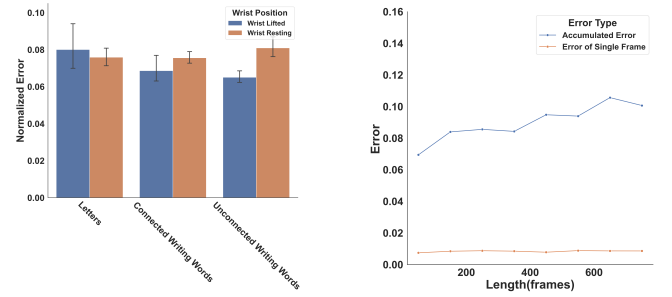 Wrist Position
Wrist Lifted
Wrist Resting
Normalized Error
0.10
0.08
0.06
0.04
0.02
0.00
Letters
Connected Writing Words
Unconnected Writing Words
Error Type
Accumulated Error
Error of Single Frame
Error
0.16
0.14
0.12
0.10
0.08
0.06
0.04
0.02
0.00
200
400
600
Length(frames)